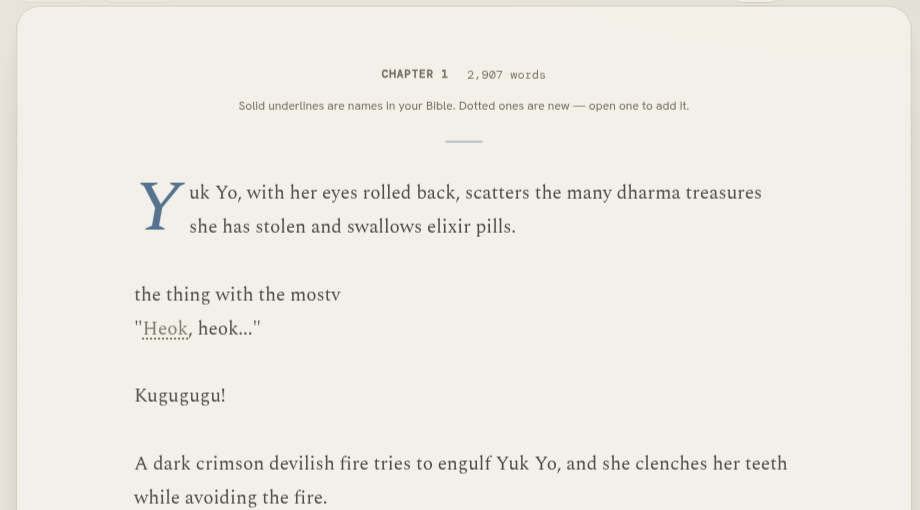 CHAPTER 1 2,907 words
Solid underlines are names in your Bible. Dotted ones are new — open one to add it.
Yuk Yo, with her eyes rolled back, scatters the many dharma treasures
she has stolen and swallows elixir pills.
the thing with the mostv
"Heok, heok..."
Kugugugu!
A dark crimson devilish fire tries to engulf Yuk Yo, and she clenches her teeth
while avoiding the fire.